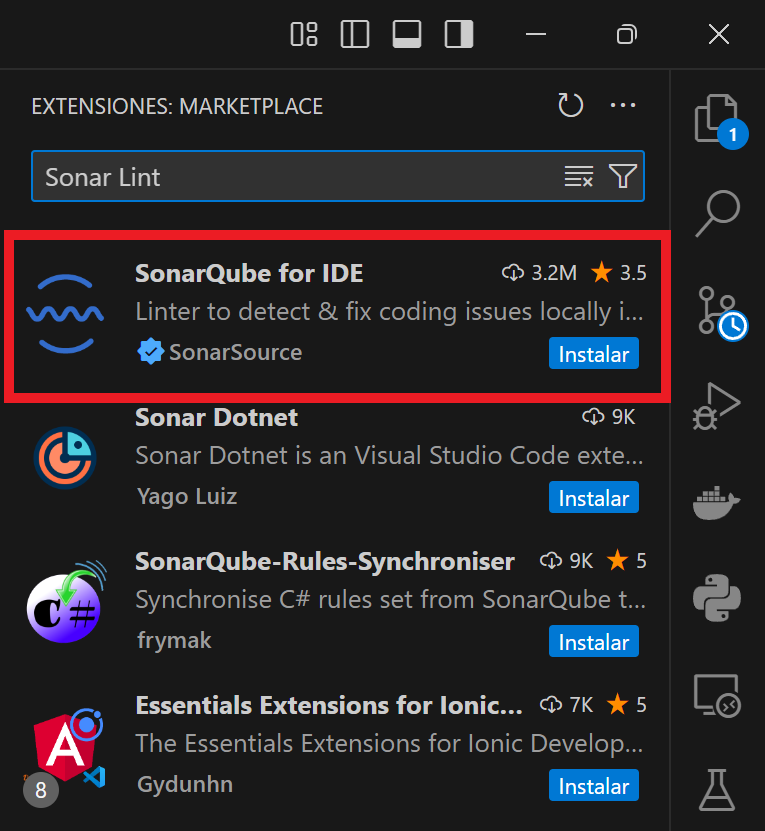 EXTENSIONES: MARKETPLACE
1
Sonar Lint
SonarQube for IDE 3.2M 3.5
Linter to detect & fix coding issues locally i...
SonarSource Instalar
Sonar Dotnet 9K
Sonar Dotnet is an Visual Studio Code exte...
Yago Luiz Instalar
SonarQube-Rules-Synchroniser 9K 5
C#
Synchronise C# rules set from SonarQube t...
frymak Instalar
Essentials Extensions for Ionic... 7K 5
A
The Essentials Extensions for Ionic Develop...
8
Gydunhn Instalar